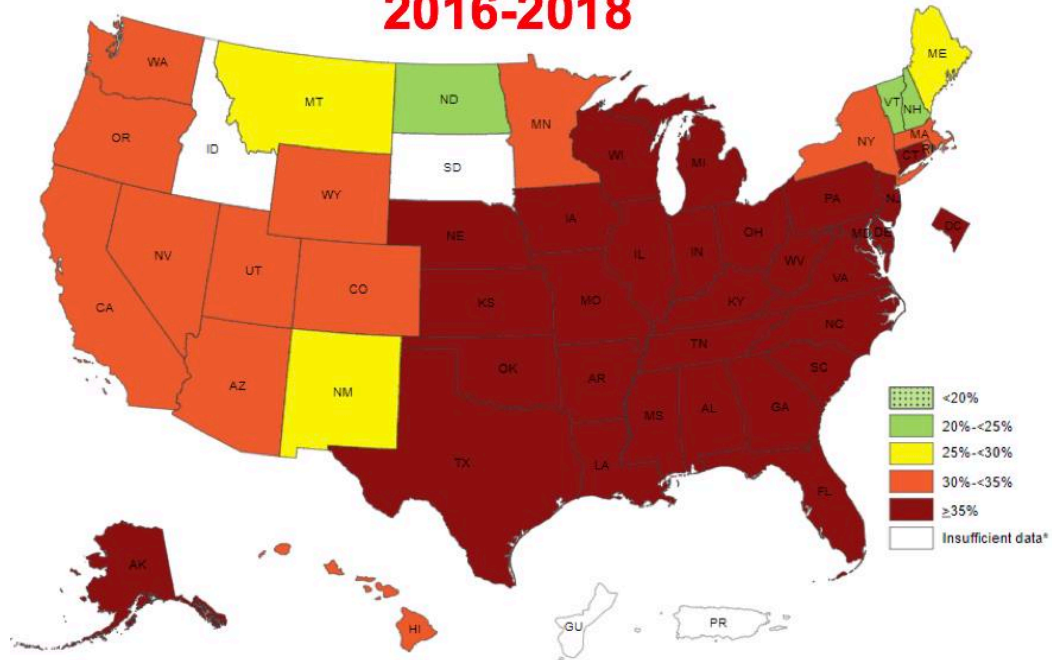 2016-2018
WA
MT
ND
MN
ME
VT
NH
OR
ID
SD
WI
MI
NY
MA
RI
CT
WY
NE
IA
PA
NJ
NV
UT
CO
KS
MO
IL
IN
OH
WV
MD
DE
DC
VA
CA
KY
NC
TN
AZ
NM
OK
AR
SC
MS
AL
GA
TX
LA
FL
<20%
20%-<25%
25%-<30%
30%-<35%
≥35%
Insufficient data*
AK
HI
GU
PR